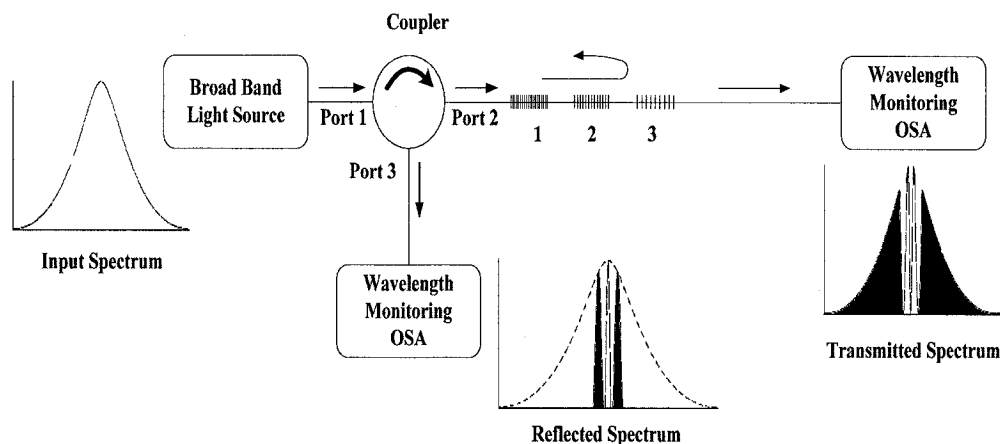 Coupler
Broad Band
Light Source
Port 1
Port 2
1
2
3
Wavelength
Monitoring
OSA
Port 3
Input Spectrum
Wavelength
Monitoring
OSA
Transmitted Spectrum
Reflected Spectrum